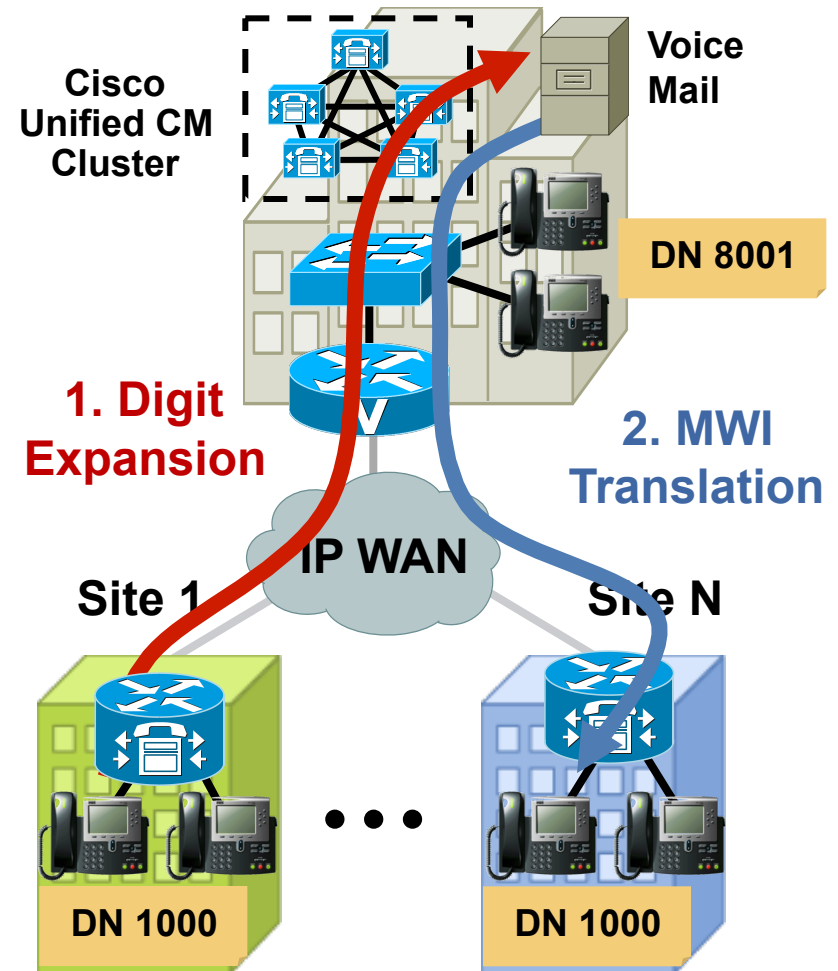 Cisco
Unified CM
Cluster
Voice
Mail
DN 8001
1. Digit
Expansion
V
2. MWI
Translation
IP WAN
Site 1
Site N
DN 1000
DN 1000